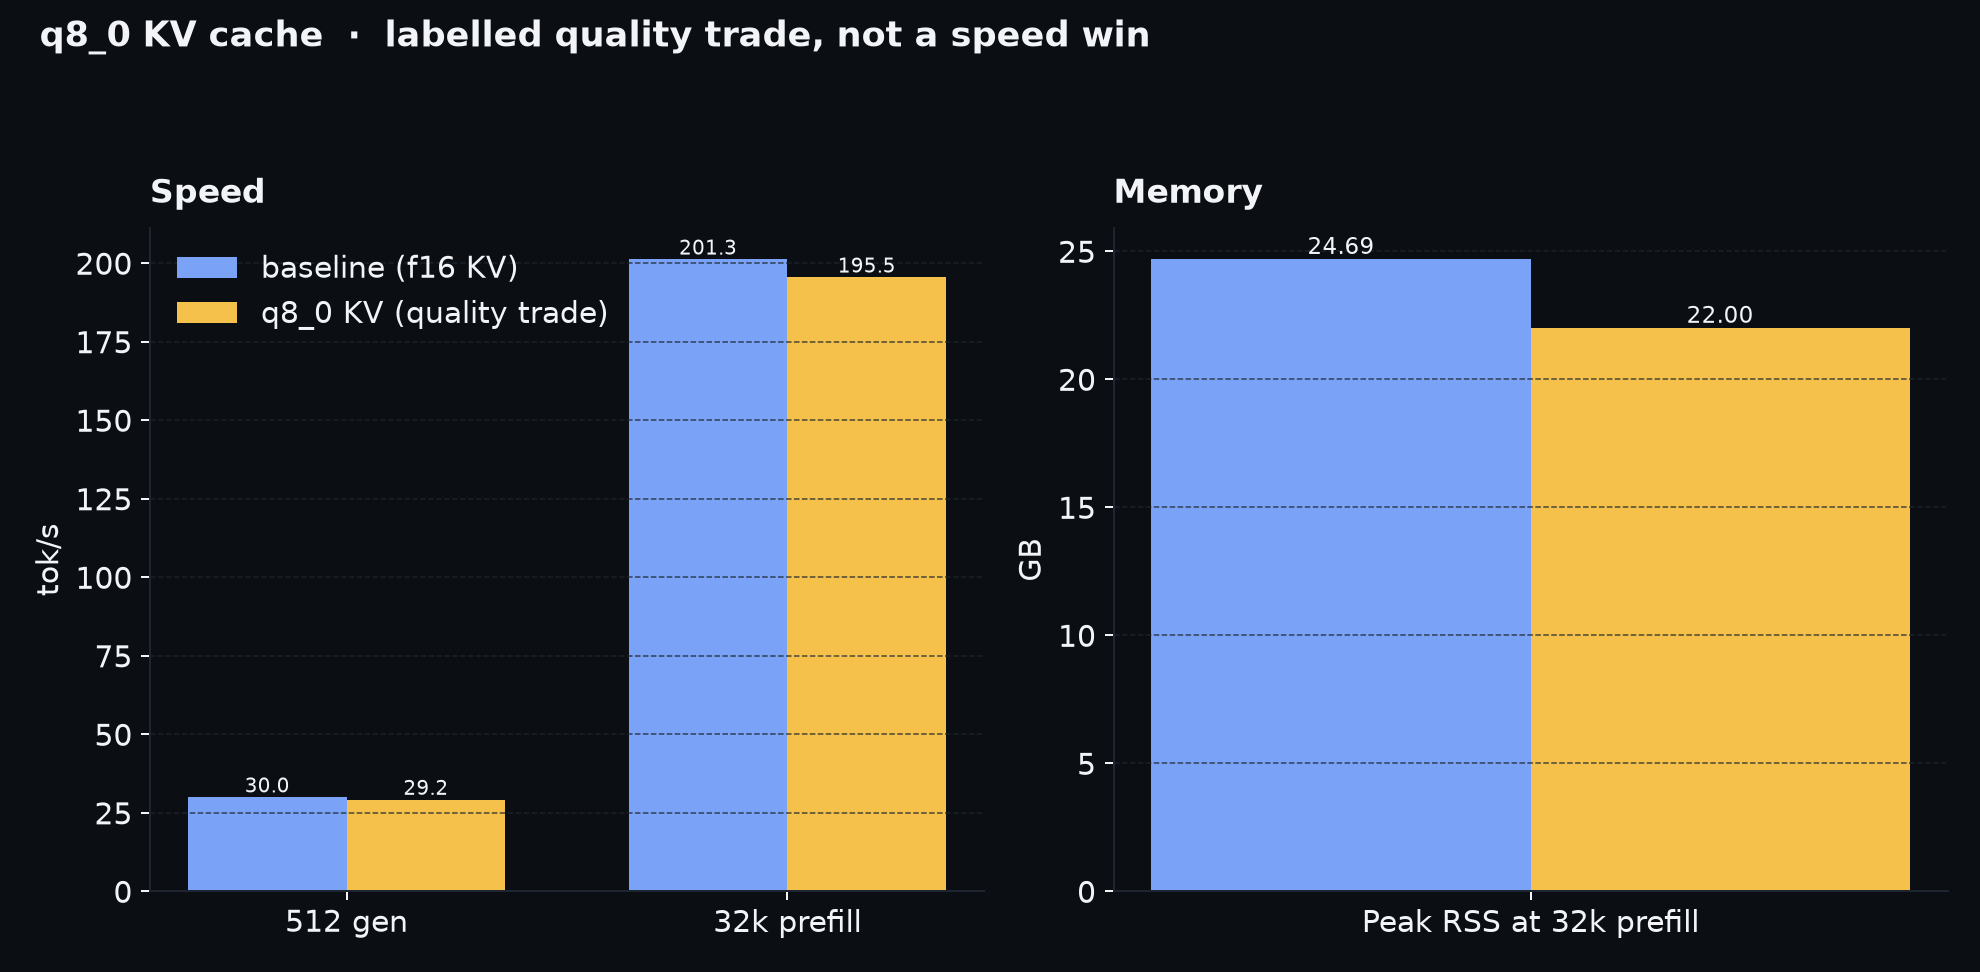 q8_0 KV cache · labelled quality trade, not a speed win
Speed
baseline (f16 KV)
q8_0 KV (quality trade)
tok/s
200
175
150
125
100
75
50
25
0
30.0
29.2
201.3
195.5
512 gen
32k prefill
Memory
GB
25
20
15
10
5
0
24.69
22.00
Peak RSS at 32k prefill